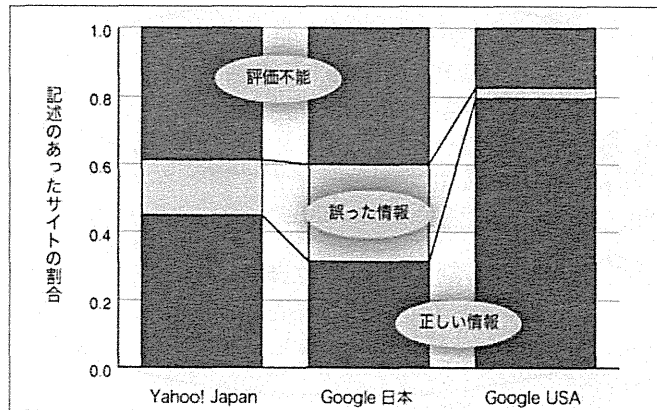 記述のあったサイトの割合
1.0
0.8
0.6
0.4
0.2
0.0
評価不能
誤った情報
正しい情報
Yahoo! Japan
Google 日本
Google USA